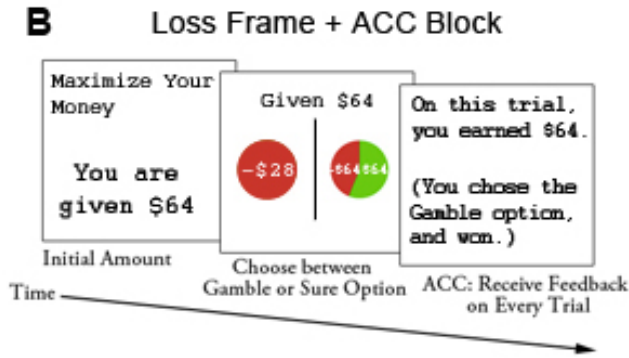 B Loss Frame + ACC Block
Maximize Your
Money
You are
given $64
Initial Amount
Given $64
-$28
-$64 $64
Choose between
Gamble or Sure Option
On this trial,
you earned $64.
(You chose the
Gamble option,
and won.)
ACC: Receive Feedback
on Every Trial
Time